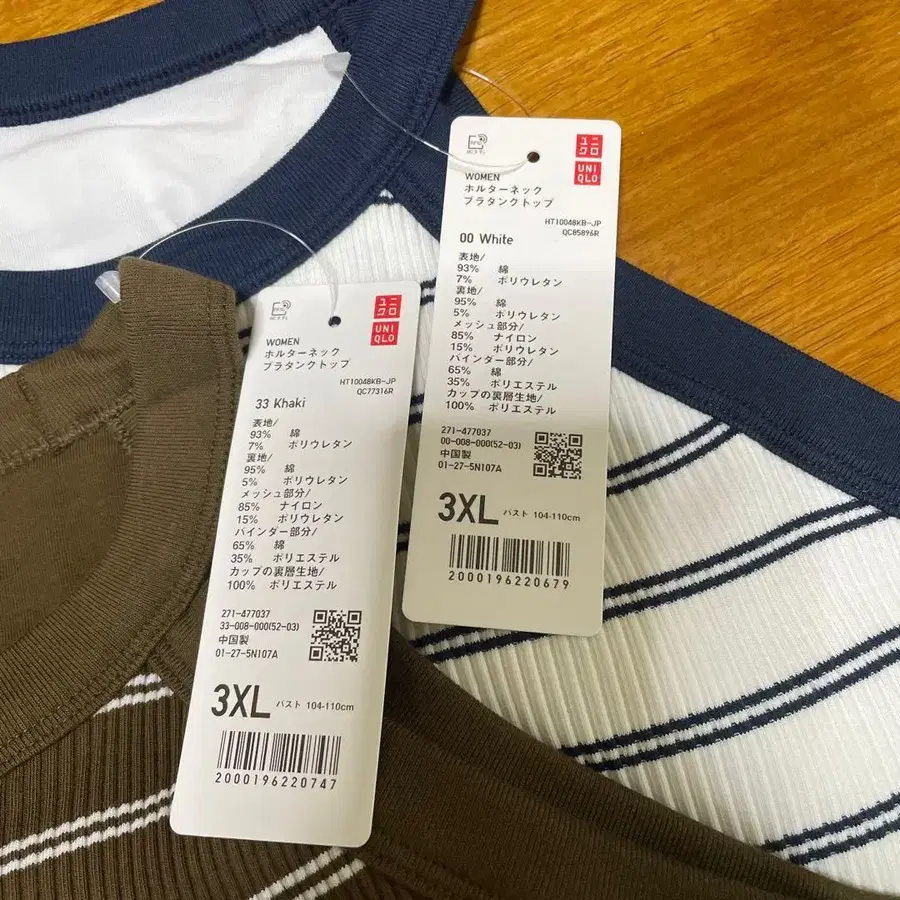 ユニ
クロ
UNI
QLO
WOMEN
ホルターネック
ブラタンクトップ
HT10048KB-JP
QC85896R
00 White
表地/
93% 綿
7% ポリウレタン
裏地/
95% 綿
5% ポリウレタン
メッシュ部分/
85% ナイロン
15% ポリウレタン
バインダー部分/
65% 綿
35% ポリエステル
カップの裏層生地/
100% ポリエステル
271-477037
00-008-000(52-03)
中国製
01-27-5N107A
3XL バスト 104-110cm
2000196220679
ユニ
クロ
UNI
QLO
WOMEN
ホルターネック
ブラタンクトップ
HT10048KB-JP
QC77316R
33 Khaki
表地/
93% 綿
7% ポリウレタン
裏地/
95% 綿
5% ポリウレタン
メッシュ部分/
85% ナイロン
15% ポリウレタン
バインダー部分/
65% 綿
35% ポリエステル
カップの裏層生地/
100% ポリエステル
271-477037
33-008-000(52-03)
中国製
01-27-5N107A
3XL バスト 104-110cm
2000196220747